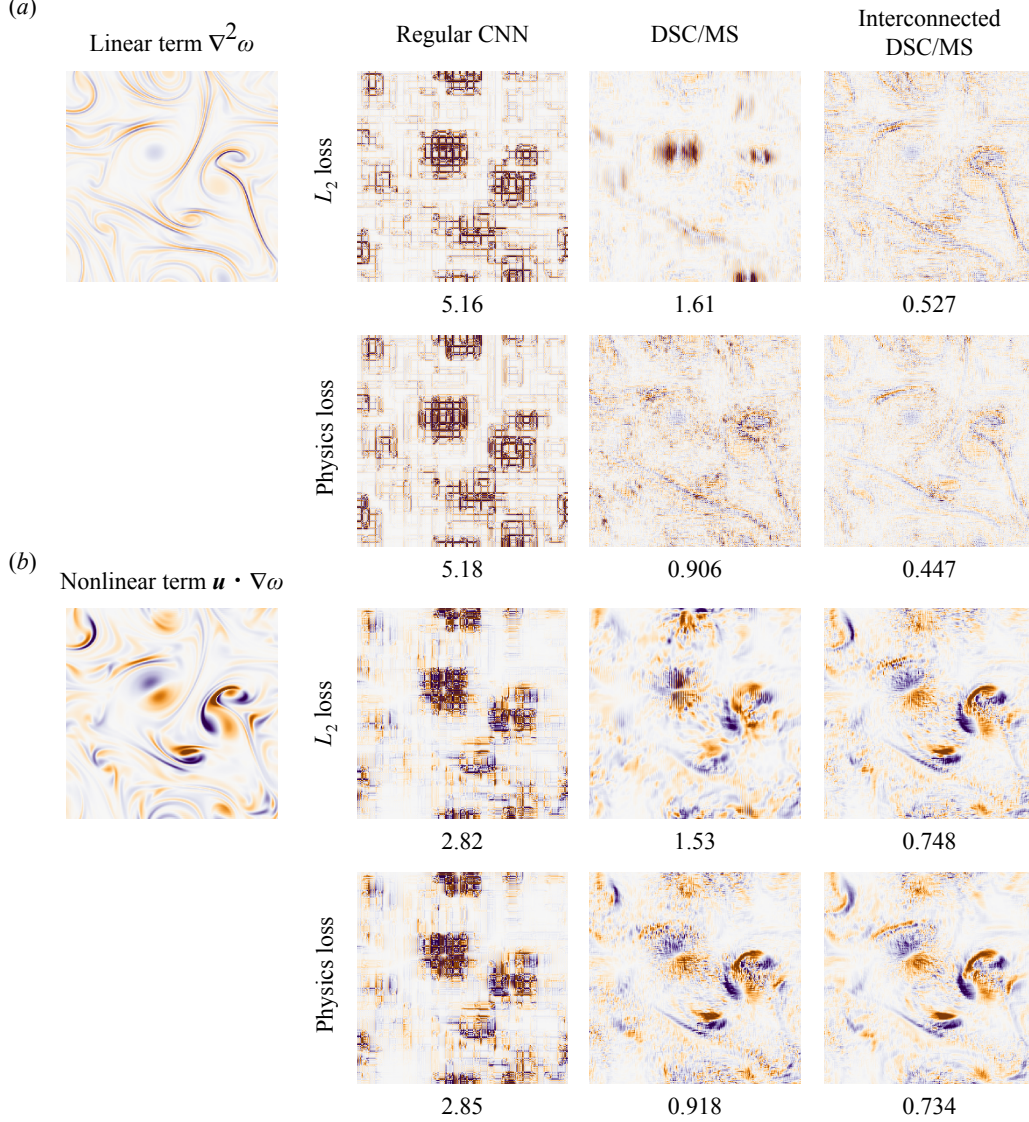 (a)
Linear term ∇²ω
Regular CNN
DSC/MS
Interconnected
DSC/MS
L₂ loss
5.16
1.61
0.527
Physics loss
5.18
0.906
0.447
(b)
Nonlinear term u · ∇ω
L₂ loss
2.82
1.53
0.748
Physics loss
2.85
0.918
0.734